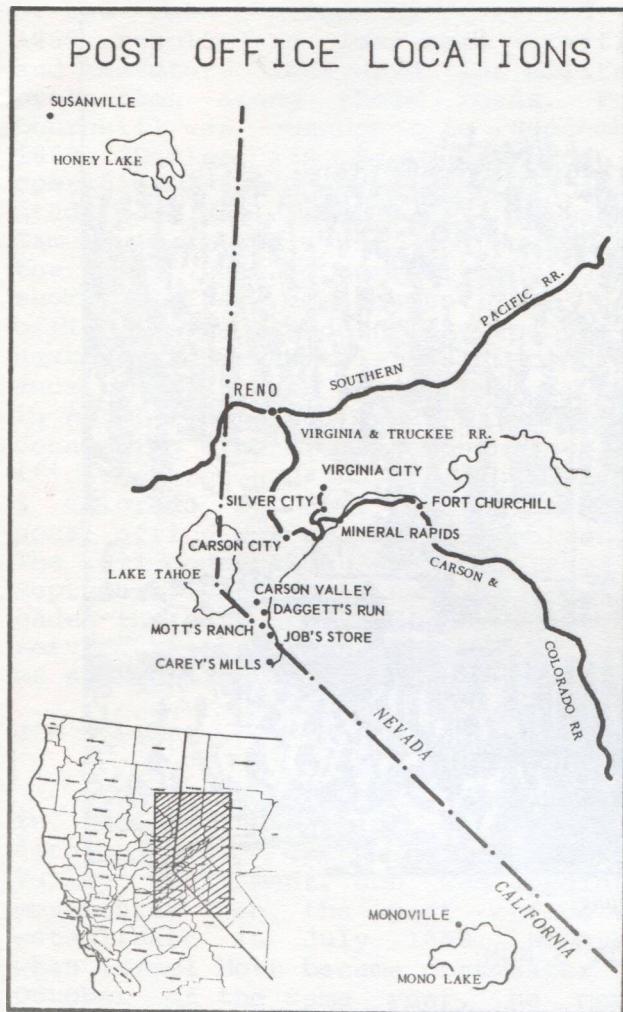 POST OFFICE LOCATIONS
SUSANVILLE
HONEY LAKE
PACIFIC RR.
SOUTHERN
RENO
VIRGINIA & TRUCKEE RR.
VIRGINIA CITY
SILVER CITY
FORT CHURCHILL
MINERAL RAPIDS
CARSON CITY
LAKE TAHOE
CARSON &
COLORADO RR
CARSON VALLEY
DAGGETT'S RUN
MOTT'S RANCH
JOB'S STORE
CAREY'S MILLS
NEVADA
CALIFORNIA
MONOVILLE
MONO LAKE